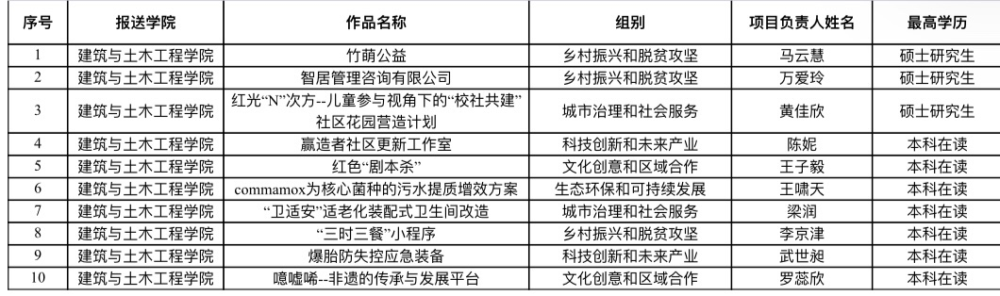 序号 报送学院 作品名称 组别 项目负责人姓名 最高学历
1 建筑与土木工程学院 竹萌公益 乡村振兴和脱贫攻坚 马云慧 硕士研究生
2 建筑与土木工程学院 智居管理咨询有限公司 乡村振兴和脱贫攻坚 万爱玲 硕士研究生
3 建筑与土木工程学院 红光“N”次方--儿童参与视角下的“校社共建”
社区花园营造计划 城市治理和社会服务 黄佳欣 硕士研究生
4 建筑与土木工程学院 赢造者社区更新工作室 科技创新和未来产业 陈妮 本科在读
5 建筑与土木工程学院 红色“剧本杀” 文化创意和区域合作 王子毅 本科在读
6 建筑与土木工程学院 commamox为核心菌种的污水提质增效方案 生态环保和可持续发展 王啸天 本科在读
7 建筑与土木工程学院 “卫适安”适老化装配式卫生间改造 城市治理和社会服务 梁润 本科在读
8 建筑与土木工程学院 “三时三餐”小程序 乡村振兴和脱贫攻坚 李京津 本科在读
9 建筑与土木工程学院 爆胎防失控应急装备 科技创新和未来产业 武世昶 本科在读
10 建筑与土木工程学院 噫嘘唏--非遗的传承与发展平台 文化创意和区域合作 罗蕊欣 本科在读